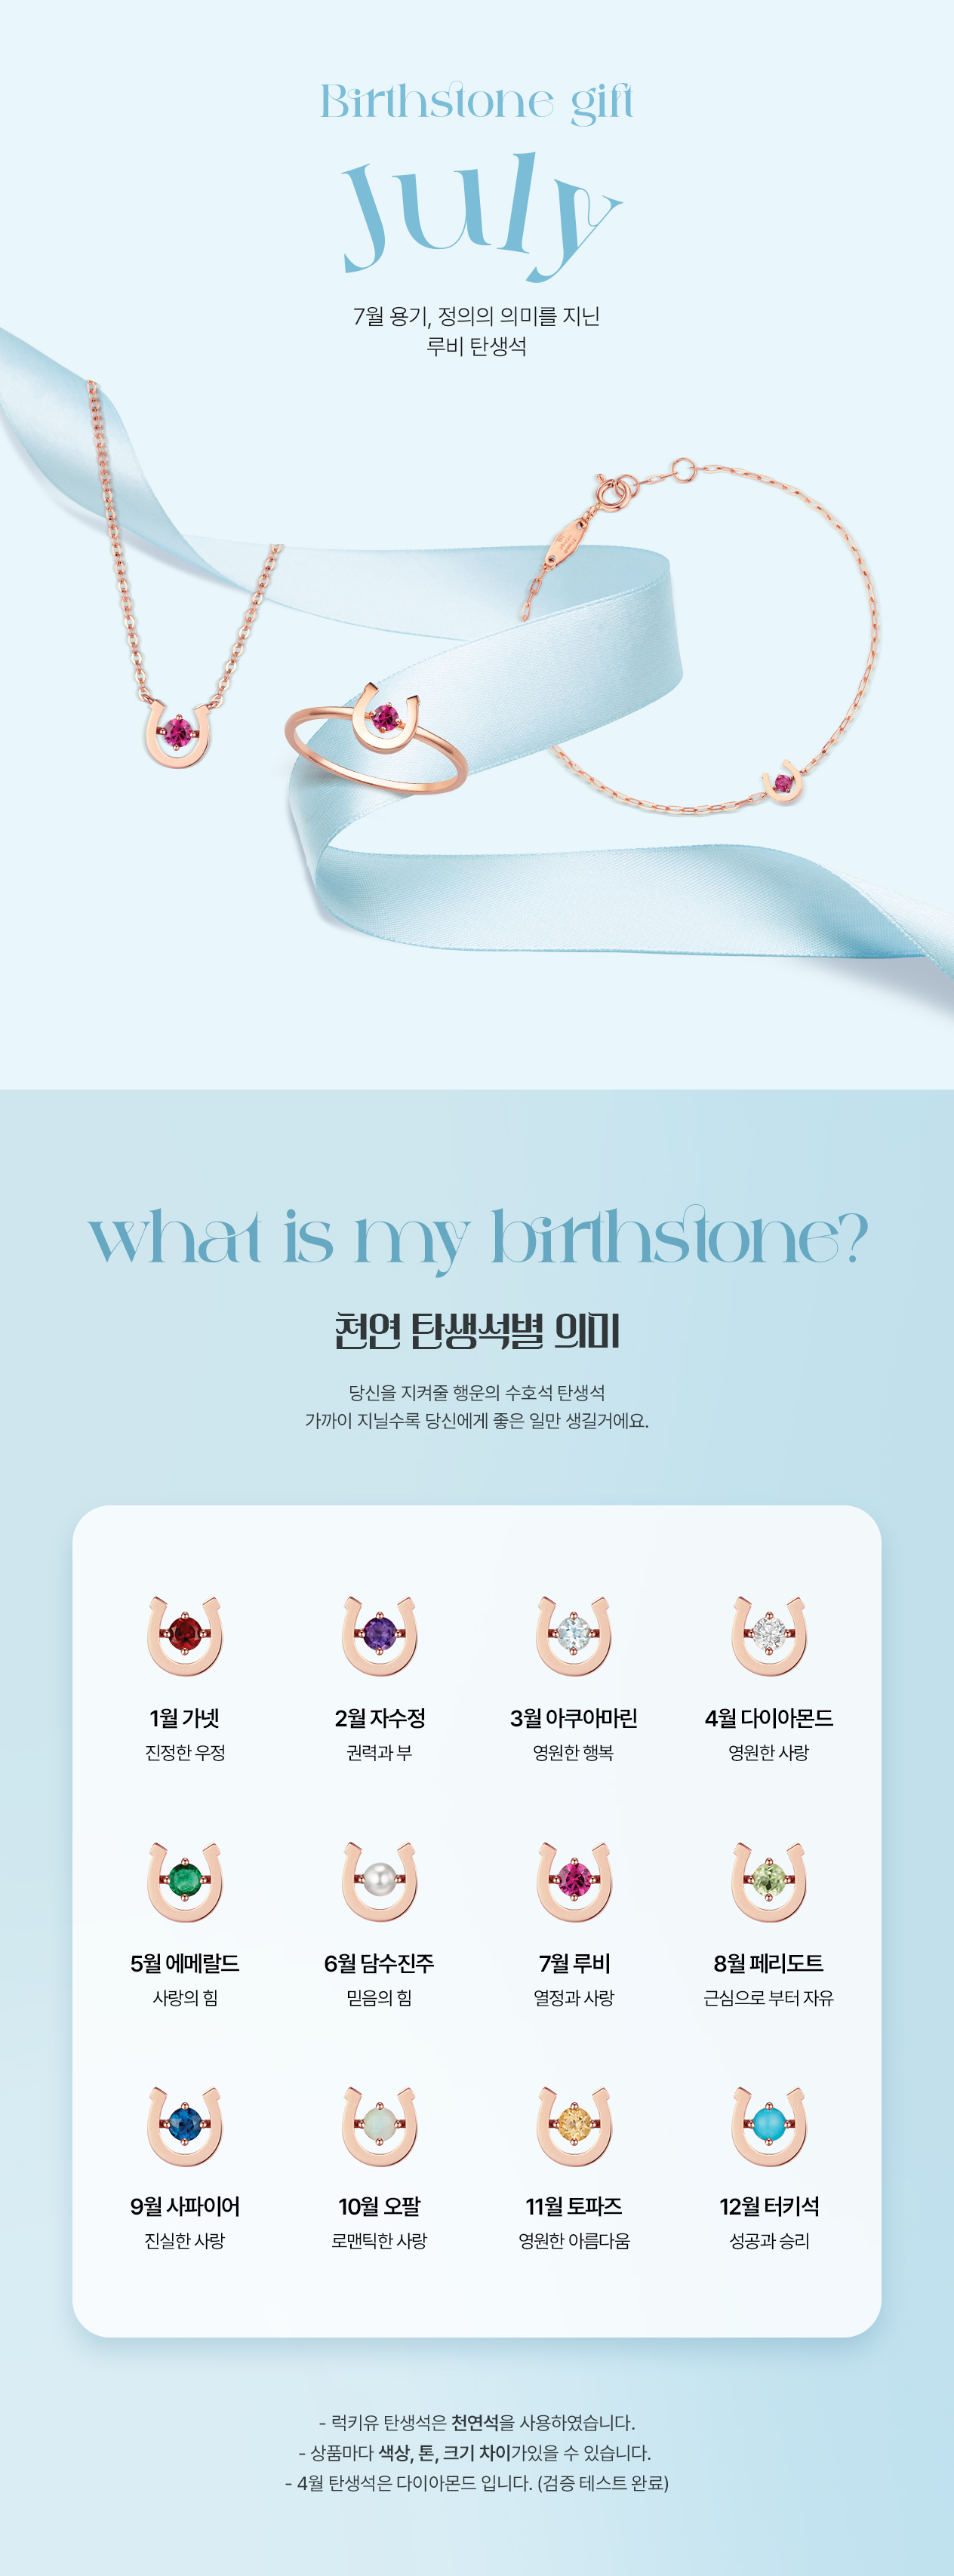 Birthstone gift
July
7월 용기, 정의의 의미를 지닌
루비 탄생석
what is my birthstone?
천연 탄생석별 의미
당신을 지켜줄 행운의 수호석 탄생석
가까이 지닐수록 당신에게 좋은 일만 생길거에요.
1월 가넷
진정한 우정
2월 자수정
권력과 부
3월 아쿠아마린
영원한 행복
4월 다이아몬드
영원한 사랑
5월 에메랄드
사랑의 힘
6월 담수진주
믿음의 힘
7월 루비
열정과 사랑
8월 페리도트
근심으로 부터 자유
9월 사파이어
진실한 사랑
10월 오팔
로맨틱한 사랑
11월 토파즈
영원한 아름다움
12월 터키석
성공과 승리
- 럭키유 탄생석은 천연석을 사용하였습니다.
- 상품마다 색상, 톤, 크기 차이가있을 수 있습니다.
- 4월 탄생석은 다이아몬드 입니다. (검증 테스트 완료)